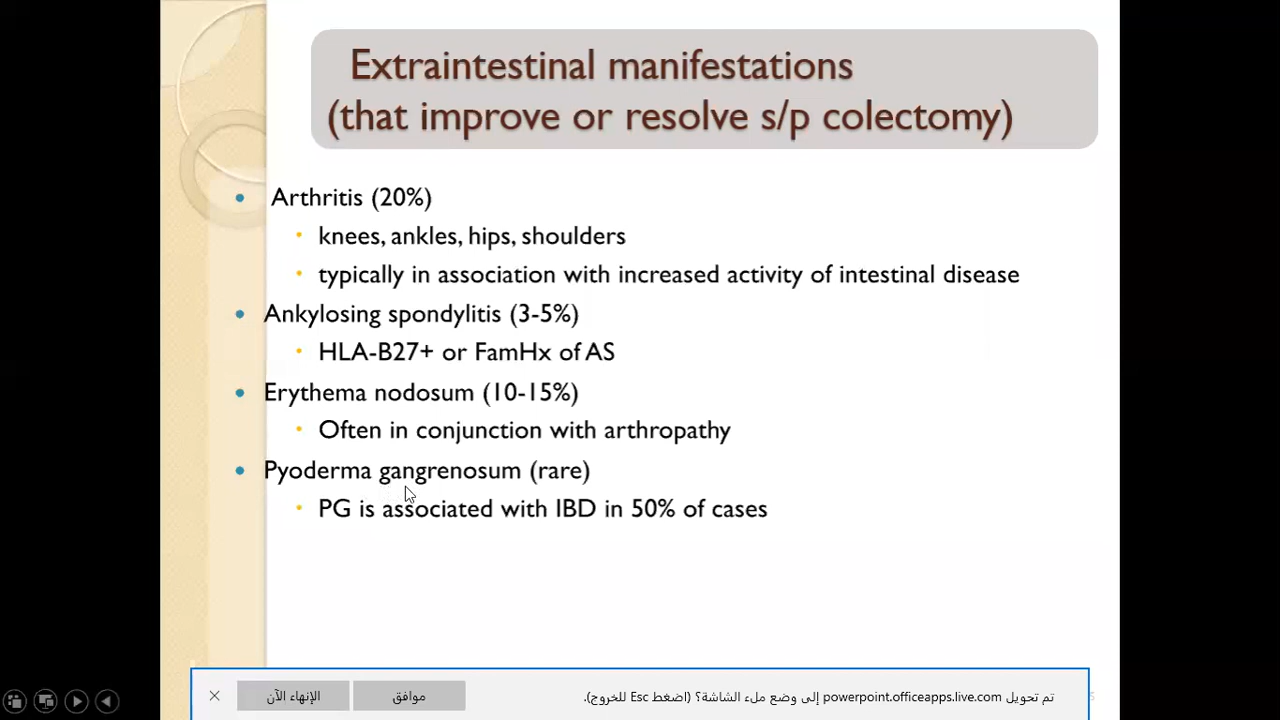 Extraintestinal manifestations
(that improve or resolve s/p colectomy)
• Arthritis (20%)
• knees, ankles, hips, shoulders
• typically in association with increased activity of intestinal disease
• Ankylosing spondylitis (3-5%)
• HLA-B27+ or FamHx of AS
• Erythema nodosum (10-15%)
• Often in conjunction with arthropathy
• Pyoderma gangrenosum (rare)
• PG is associated with IBD in 50% of cases
تم تحويل powerpoint.officeapps.live.com إلى وضع ملء الشاشة؟ (اضغط Esc للخروج).
موافق
الإنهاء الآن